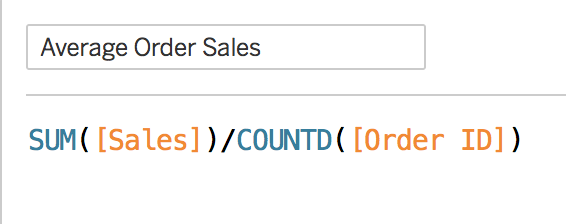 Average Order Sales
SUM([Sales])/COUNTD([Order ID])